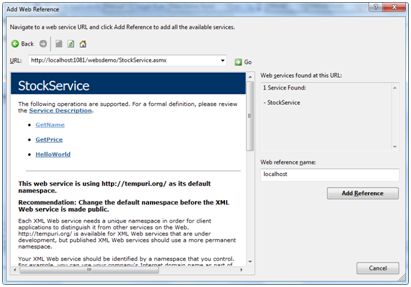 Add Web Reference
Navigate to a web service URL and click Add Reference to add all the available services.
Back
URL: http://localhost:1081/websdemo/StockService.asmx Go
StockService
The following operations are supported. For a formal definition, please review
the Service Description.
GetName
GetPrice
HelloWorld
This web service is using http://tempuri.org/ as its default
namespace.
Recommendation: Change the default namespace before the XML
Web service is made public.
Each XML Web service needs a unique namespace in order for client
applications to distinguish it from other services on the Web.
http://tempuri.org/ is available for XML Web services that are under
development, but published XML Web services should use a more permanent
namespace.
Your XML Web service should be identified by a namespace that you control.
For example, you can use your company's Internet domain name as part of
Web services found at this URL:
1 Service Found:
- StockService
Web reference name:
localhost
Add Reference
Cancel